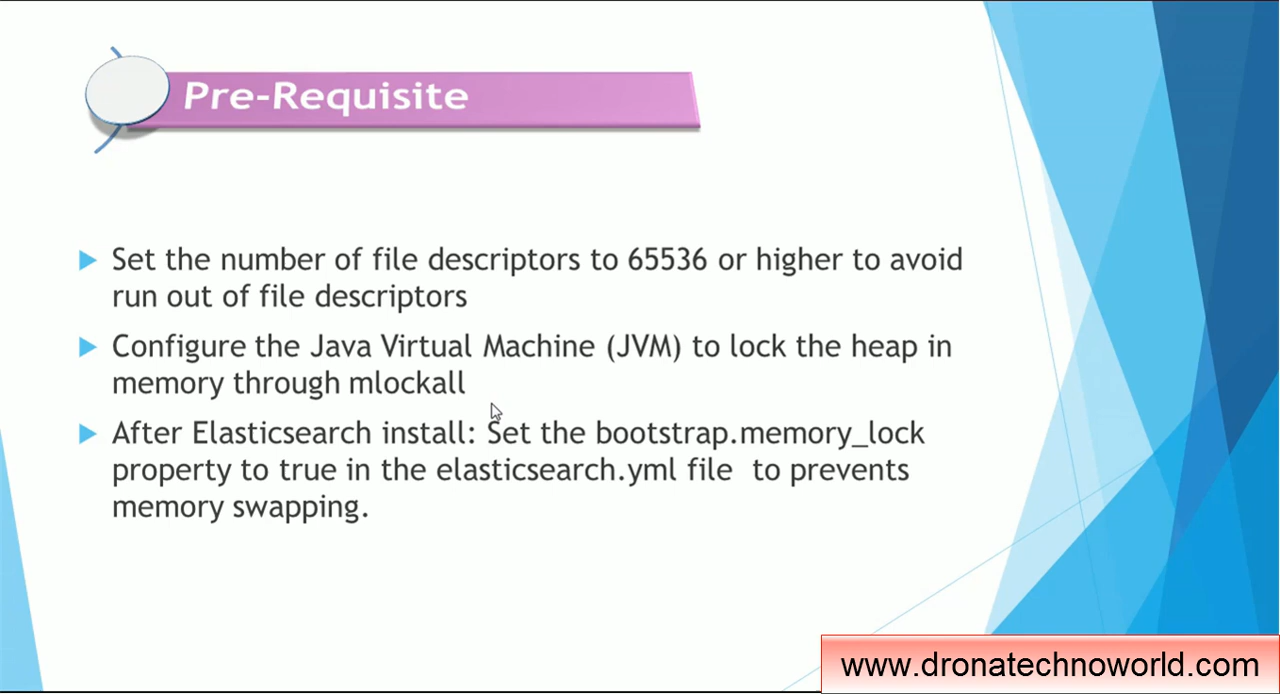 Pre-Requisite
Set the number of file descriptors to 65536 or higher to avoid
run out of file descriptors
Configure the Java Virtual Machine (JVM) to lock the heap in
memory through mlockall
After Elasticsearch install: Set the bootstrap.memory_lock
property to true in the elasticsearch.yml file  to prevents
memory swapping.
www.dronatechnoworld.com